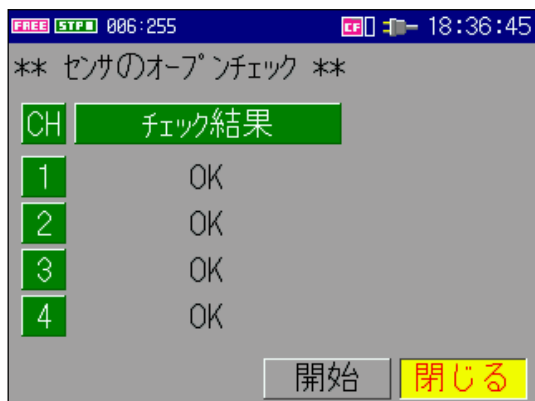 FREE STP 006:255 CF 18:36:45
** センサのオープンチェック **
CH チェック結果
1 OK
2 OK
3 OK
4 OK
開始 閉じる